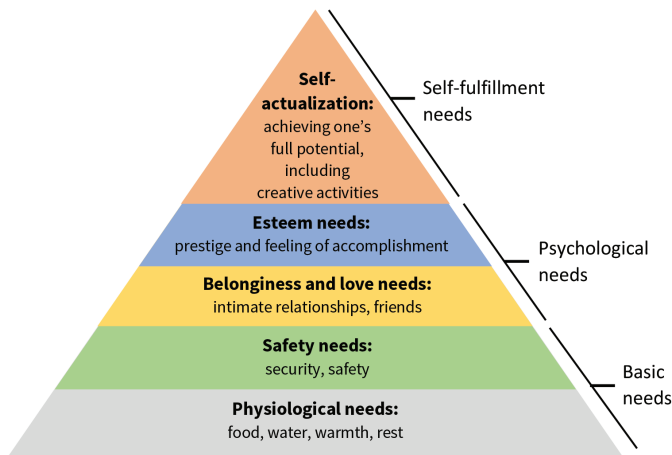 Self-
actualization:
achieving one’s
full potential,
including
creative activities
Self-fulfillment
needs
Esteem needs:
prestige and feeling of accomplishment
Psychological
needs
Belonginess and love needs:
intimate relationships, friends
Safety needs:
security, safety
Basic
needs
Physiological needs:
food, water, warmth, rest